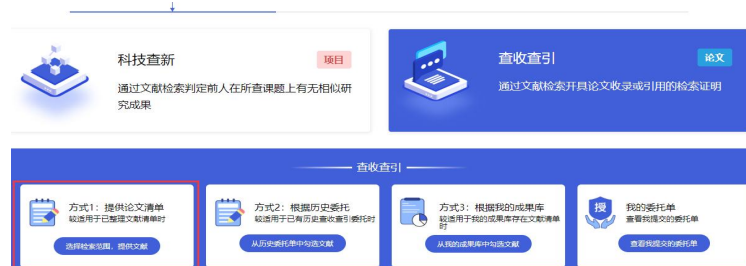 科技查新
项目
通过文献检索判定前人在所查课题上有无相似研
究成果
查收查引
论文
通过文献检索开具论文收录或引用的检索证明
查收查引
方式1：提供论文清单
较适用于已整理文献清单时
选择检索范围，提供文献
方式2：根据历史委托
较适用于已有历史查收查引委托时
从历史委托单中勾选文献
方式3：根据我的成果库
较适用于我的成果库存在文献清单
时
从我的成果库中勾选文献
授
我的委托单
查看我提交的委托单
查看我提交的委托单